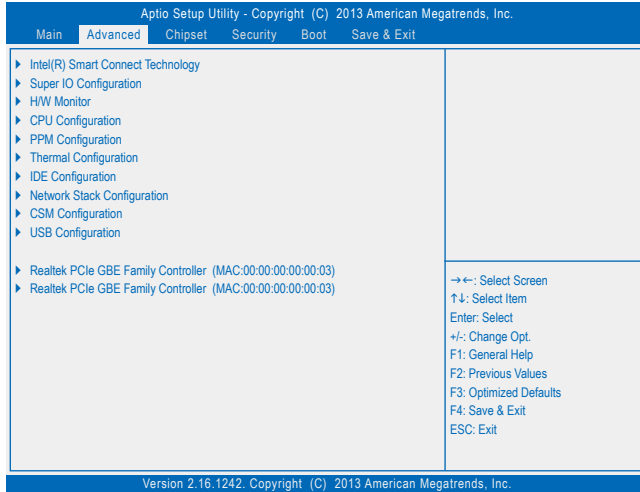 Aptio Setup Utility - Copyright (C) 2013 American Megatrends, Inc.
Main Advanced Chipset Security Boot Save & Exit
Intel(R) Smart Connect Technology
Super IO Configuration
H/W Monitor
CPU Configuration
PPM Configuration
Thermal Configuration
IDE Configuration
Network Stack Configuration
CSM Configuration
USB Configuration
Realtek PCIe GBE Family Controller (MAC:00:00:00:00:00:03)
Realtek PCIe GBE Family Controller (MAC:00:00:00:00:00:03)
→←: Select Screen
↑↓: Select Item
Enter: Select
+/-: Change Opt.
F1: General Help
F2: Previous Values
F3: Optimized Defaults
F4: Save & Exit
ESC: Exit
Version 2.16.1242. Copyright (C) 2013 American Megatrends, Inc.